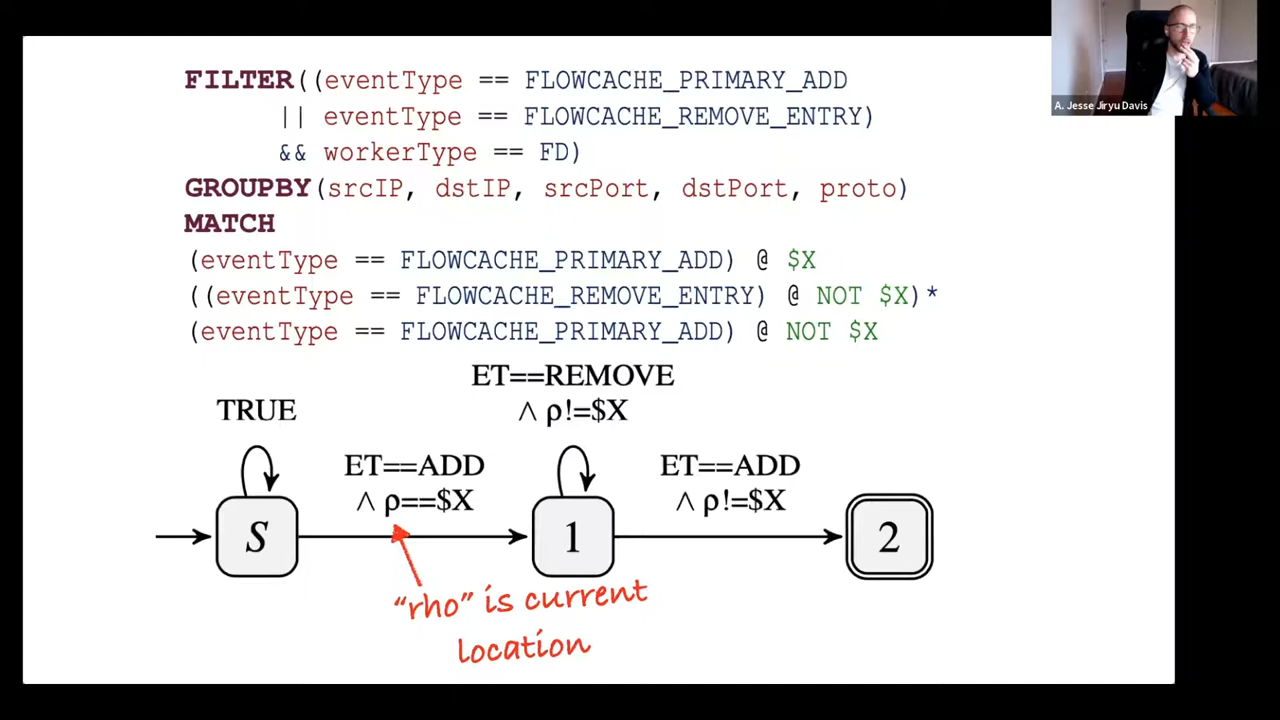 FILTER((eventType == FLOWCACHE_PRIMARY_ADD
|| eventType == FLOWCACHE_REMOVE_ENTRY)
&& workerType == FD)
GROUPBY(srcIP, dstIP, srcPort, dstPort, proto)
MATCH
(eventType == FLOWCACHE_PRIMARY_ADD) @ $X
((eventType == FLOWCACHE_REMOVE_ENTRY) @ NOT $X)*
(eventType == FLOWCACHE_PRIMARY_ADD) @ NOT $X
TRUE
ET==ADD
∧ ρ==$X
ET==REMOVE
∧ ρ!=$X
ET==ADD
∧ ρ!=$X
S
1
2
"rho" is current
location
A. Jesse Jiryu Davis